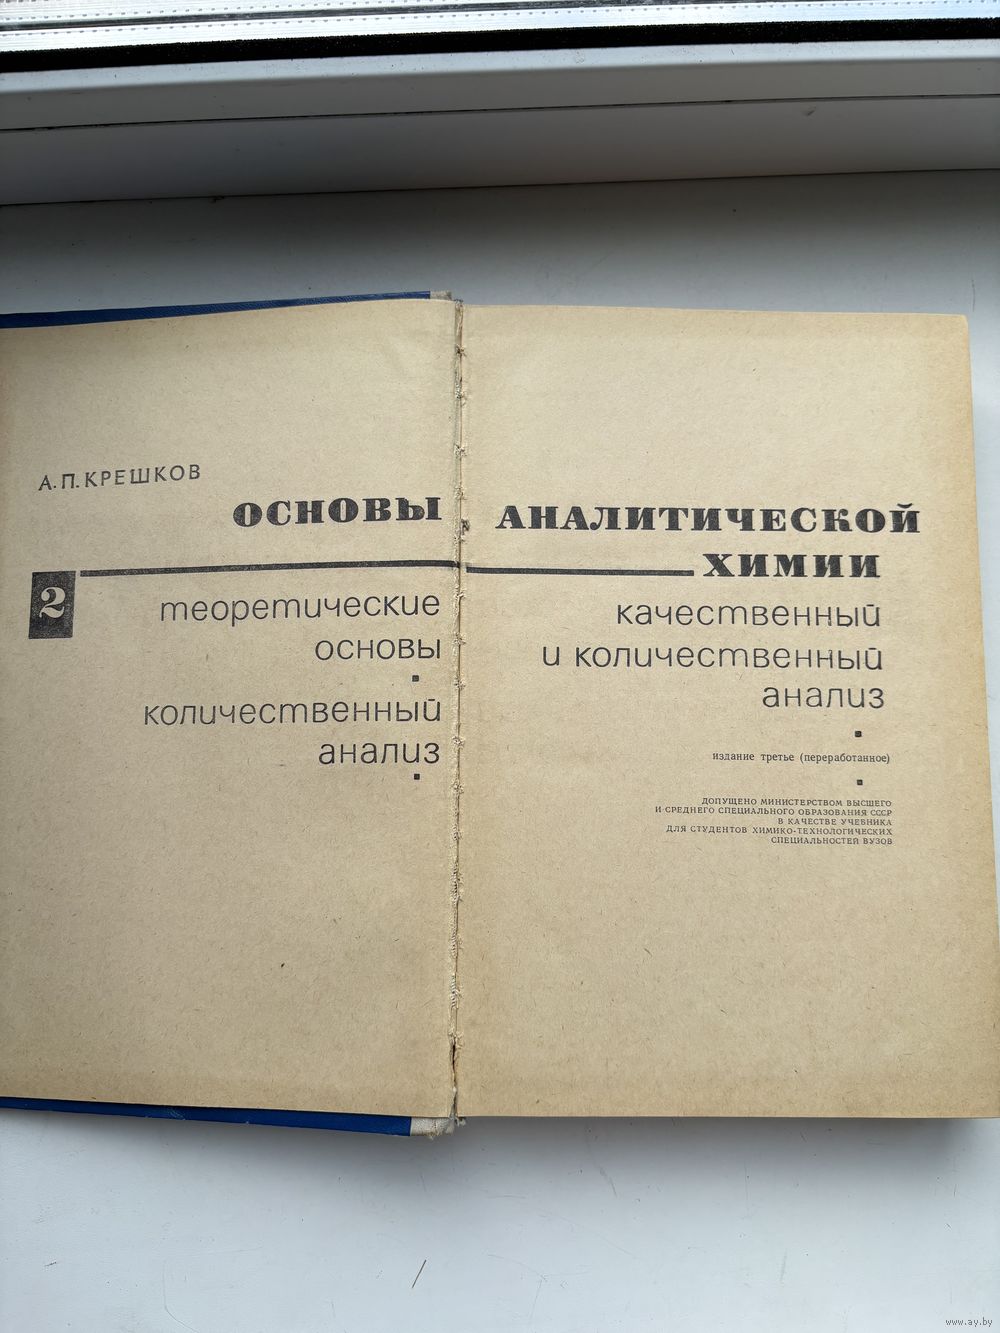 А. П. КРЕШКОВ
ОСНОВЫ
2
теоретические
основы
количественный
анализ
АНАЛИТИЧЕСКОЙ
ХИМИИ
качественный
и количественный
анализ
издание третье (переработанное)
ДОПУЩЕНО МИНИСТЕРСТВОМ ВЫСШЕГО
И СРЕДНЕГО СПЕЦИАЛЬНОГО ОБРАЗОВАНИЯ СССР
В КАЧЕСТВЕ УЧЕБНИКА
ДЛЯ СТУДЕНТОВ ХИМИКО-ТЕХНОЛОГИЧЕСКИХ
СПЕЦИАЛЬНОСТЕЙ ВУЗОВ
www.ay.by